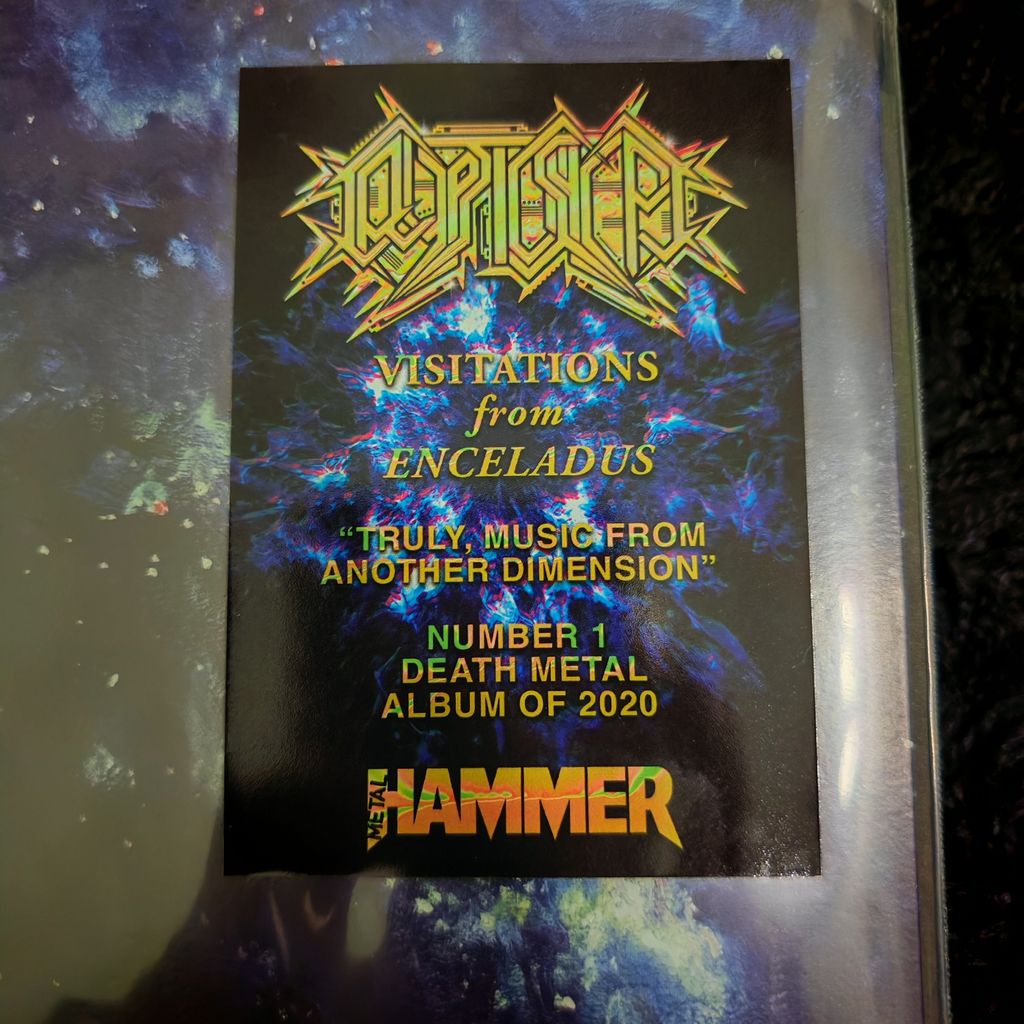 VISITATIONS
from
ENCELADUS
“TRULY, MUSIC FROM
ANOTHER DIMENSION”
NUMBER 1
DEATH METAL
ALBUM OF 2020
METAL HAMMER